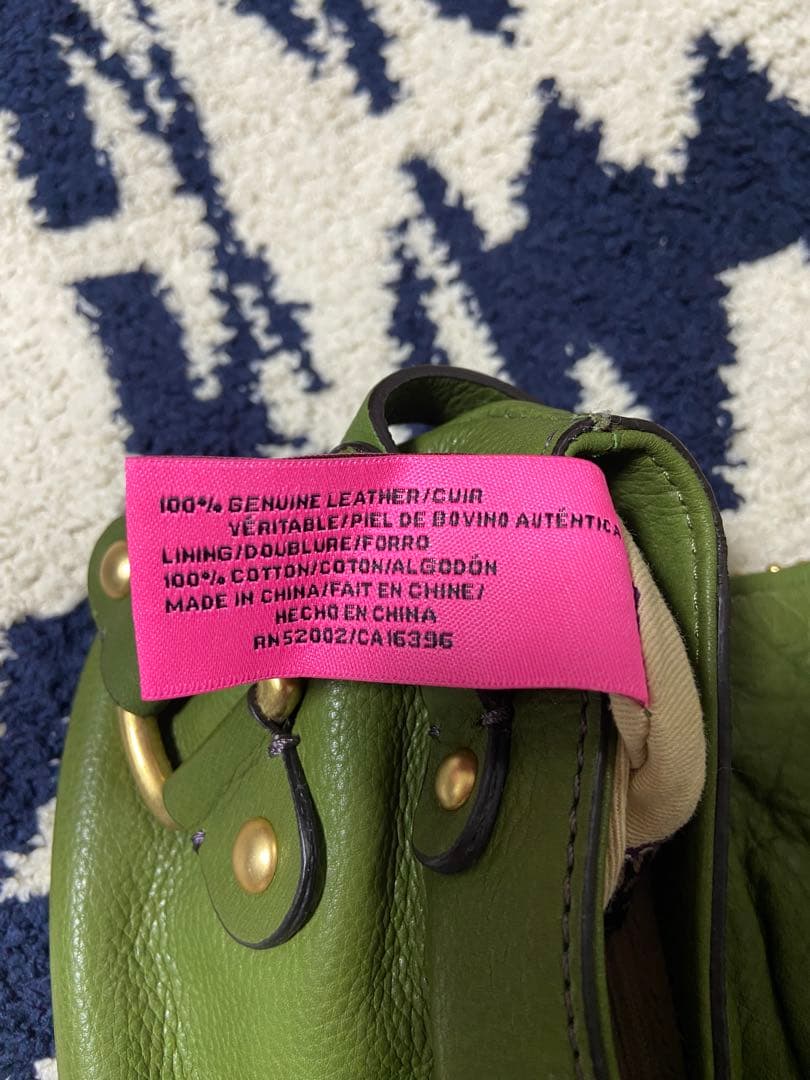 100% GENUINE LEATHER/CUIR
VÉRITABLE/PIEL DE BOVINO AUTÉNTICA
LINING/DOUBLURE/FORRO
100% COTTON/COTON/ALGODÓN
MADE IN CHINA/FAIT EN CHINE/
HECHO EN CHINA
RN52002/CA16396